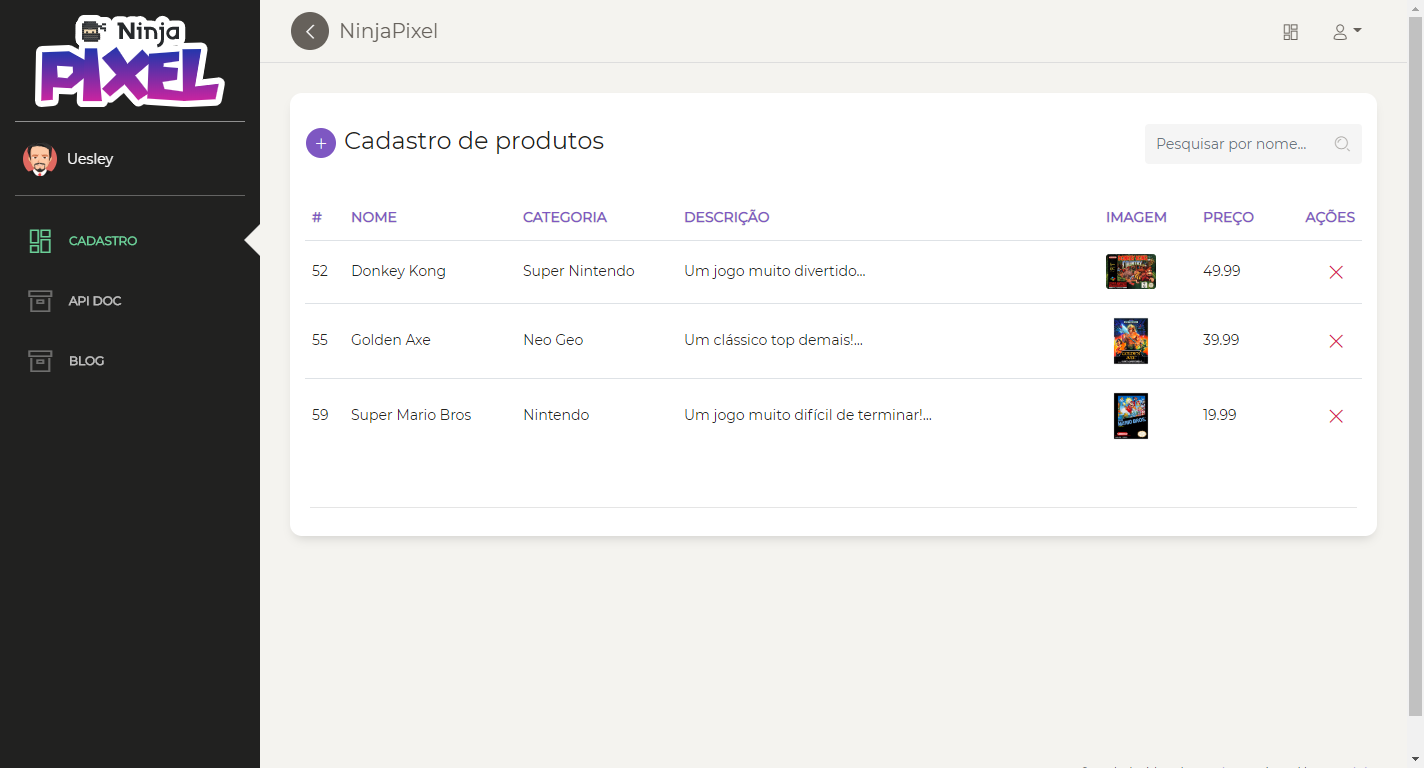 Ninja
PIXEL
NinjaPixel
Uesley
CADASTRO
API DOC
BLOG
Cadastro de produtos
Pesquisar por nome...
# NOME CATEGORIA DESCRIÇÃO IMAGEM PREÇO AÇÕES
52 Donkey Kong Super Nintendo Um jogo muito divertido... 49.99
55 Golden Axe Neo Geo Um clássico top demais!... 39.99
59 Super Mario Bros Nintendo Um jogo muito difícil de terminar!... 19.99